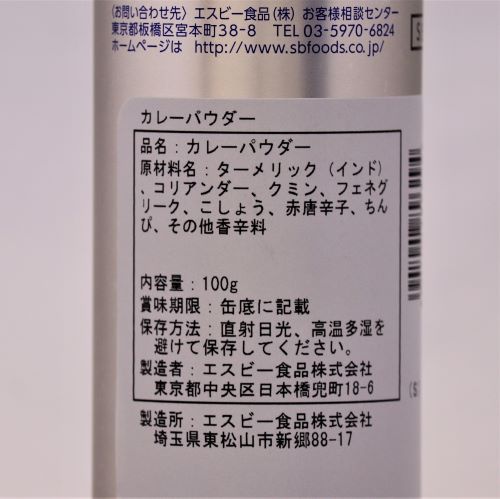 〈お問い合わせ先〉エスビー食品(株)お客様相談センター
東京都板橋区宮本町38-8 TEL 03-5970-6824
ホームページは http://www.sbfoods.co.jp/
カレーパウダー
品名:カレーパウダー
原材料名:ターメリック(インド)
、コリアンダー、クミン、フェネグ
リーク、こしょう、赤唐辛子、ちん
ぴ、その他香辛料
内容量:100g
賞味期限:缶底に記載
保存方法:直射日光、高温多湿を
避けて保存してください。
製造者:エスビー食品株式会社
東京都中央区日本橋兜町18-6
製造所:エスビー食品株式会社
埼玉県東松山市新郷88-17